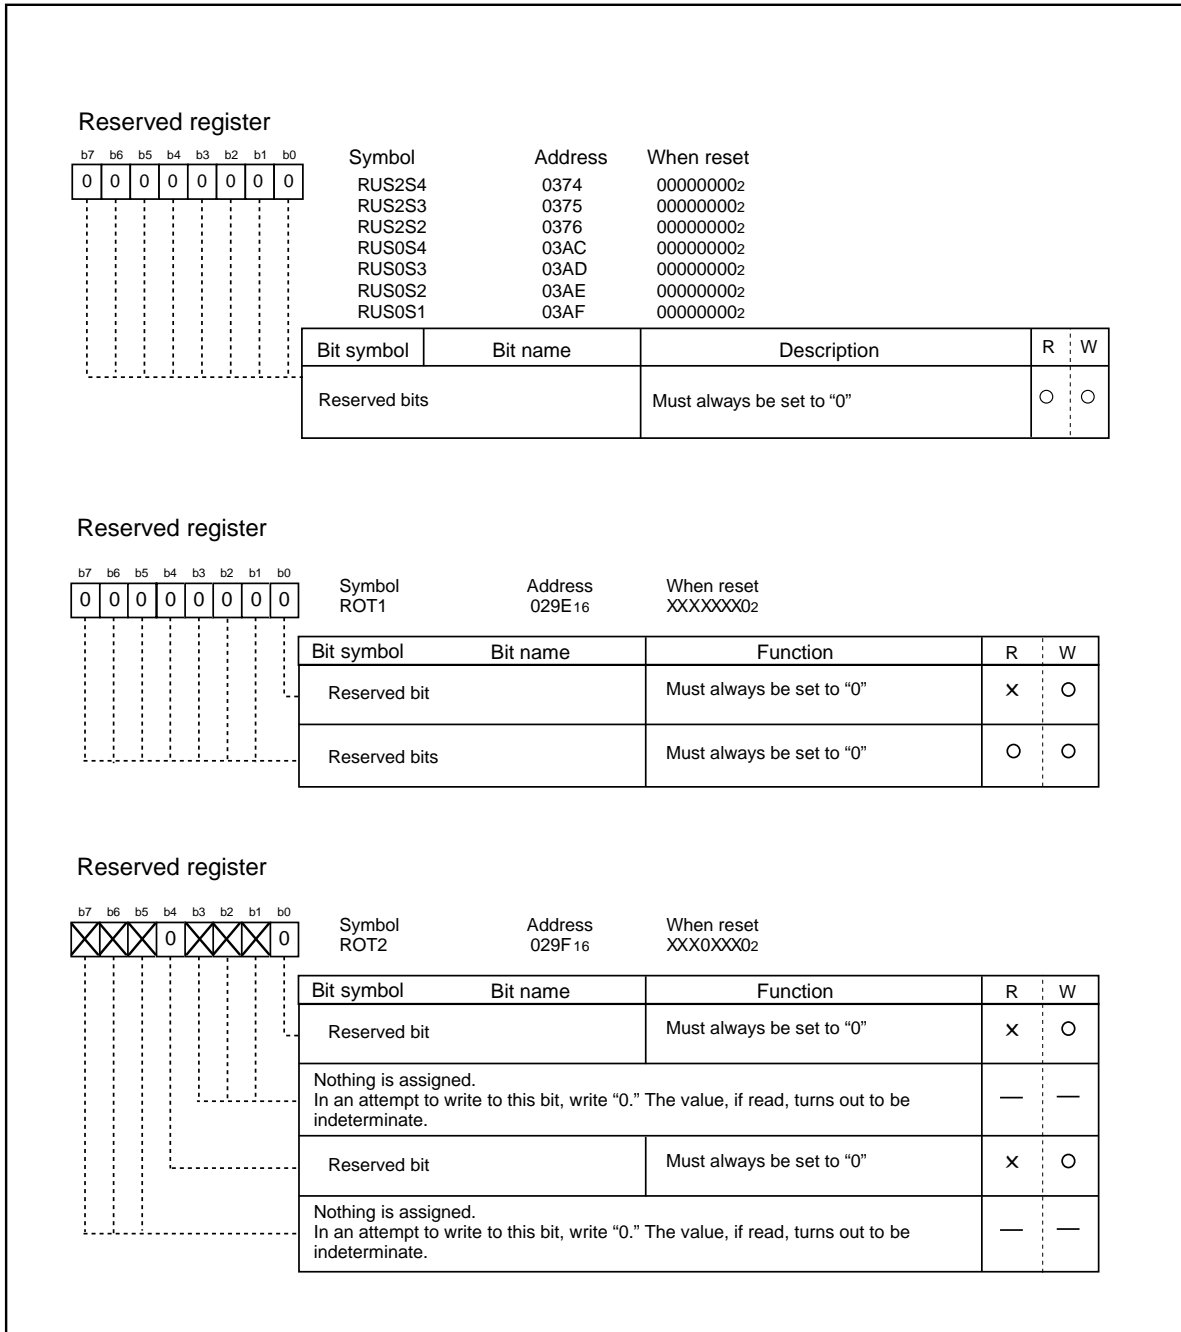 Reserved register
b7 b6 b5 b4 b3 b2 b1 b0
0 0 0 0 0 0 0 0
Symbol Address When reset
RUS2S4 0374 000000002
RUS2S3 0375 000000002
RUS2S2 0376 000000002
RUS0S4 03AC 000000002
RUS0S3 03AD 000000002
RUS0S2 03AE 000000002
RUS0S1 03AF 000000002
Bit symbol Bit name Description R W
Reserved bits Must always be set to “0” O O
Reserved register
b7 b6 b5 b4 b3 b2 b1 b0
0 0 0 0 0 0 0 0
Symbol Address When reset
ROT1 029E16 XXXXXXX02
Bit symbol Bit name Function R W
Reserved bit Must always be set to “0” X O
Reserved bits Must always be set to “0” O O
Reserved register
b7 b6 b5 b4 b3 b2 b1 b0
X X X 0 X X X 0
Symbol Address When reset
ROT2 029F16 XXX0XXX02
Bit symbol Bit name Function R W
Reserved bit Must always be set to “0” X O
Nothing is assigned.
In an attempt to write to this bit, write “0.” The value, if read, turns out to be — —
indeterminate.
Reserved bit Must always be set to “0” X O
Nothing is assigned.
In an attempt to write to this bit, write “0.” The value, if read, turns out to be — —
indeterminate.